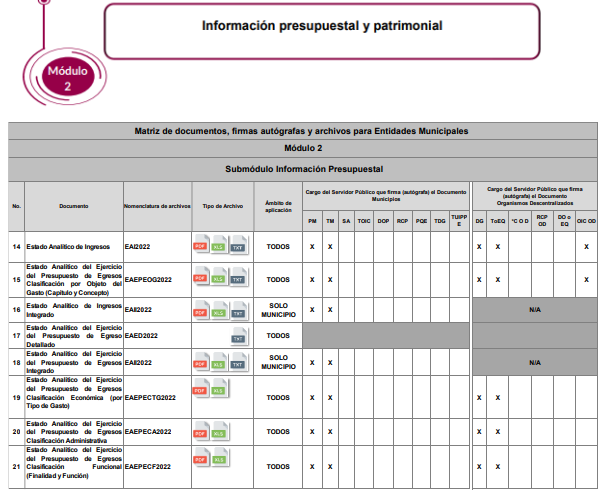 Información presupuestal y patrimonial
Módulo
2
Matriz de documentos, firmas autógrafas y archivos para Entidades Municipales
Módulo 2
Submódulo Información Presupuestal
No.
Documento
Nomenclatura de archivos
Tipo de Archivo
Ámbito de
aplicación
Cargo del Servidor Público que firma (autógrafa) el Documento
Municipios
Cargo del Servidor Público que firma
(autógrafa) el Documento
Organismos Descentralizados
PM TM SA TOIC DOP RCP PQE TDG TUIPP
E
DG ToEQ *C O D RCP
OD
DO o
EQ
OIC OD
14 Estado Analítico de Ingresos EAI2022 PDF XLS TXT TODOS X X X X X
15 Estado Analítico del Ejercicio
del Presupuesto de Egresos
Clasificación por Objeto del
Gasto (Capítulo y Concepto)
EAEPEOG2022 PDF XLS TXT TODOS X X X X X
16 Estado Analítico de Ingresos
Integrado
EAII2022 PDF XLS TXT SOLO
MUNICIPIO
X X N/A
17 Estado Analítico del Ejercicio
del Presupuesto de Egreso
Detallado
EAED2022 TXT TODOS
18 Estado Analítico del Ejercicio
del Presupuesto de Egresos
Integrado
EAII2022 PDF XLS TXT SOLO
MUNICIPIO
X X N/A
19 Estado Analítico del Ejercicio
del Presupuesto de Egresos
Clasificación Económica (por
Tipo de Gasto)
EAEPECTG2022 PDF XLS TODOS X X X X
20 Estado Analítico del Ejercicio
del Presupuesto de Egresos
Clasificación Administrativa
EAEPECA2022 PDF XLS TODOS X X X X
21 Estado Analítico del Ejercicio
del Presupuesto de Egresos
Clasificación Funcional
(Finalidad y Función)
EAEPECF2022 PDF XLS TODOS X X X X